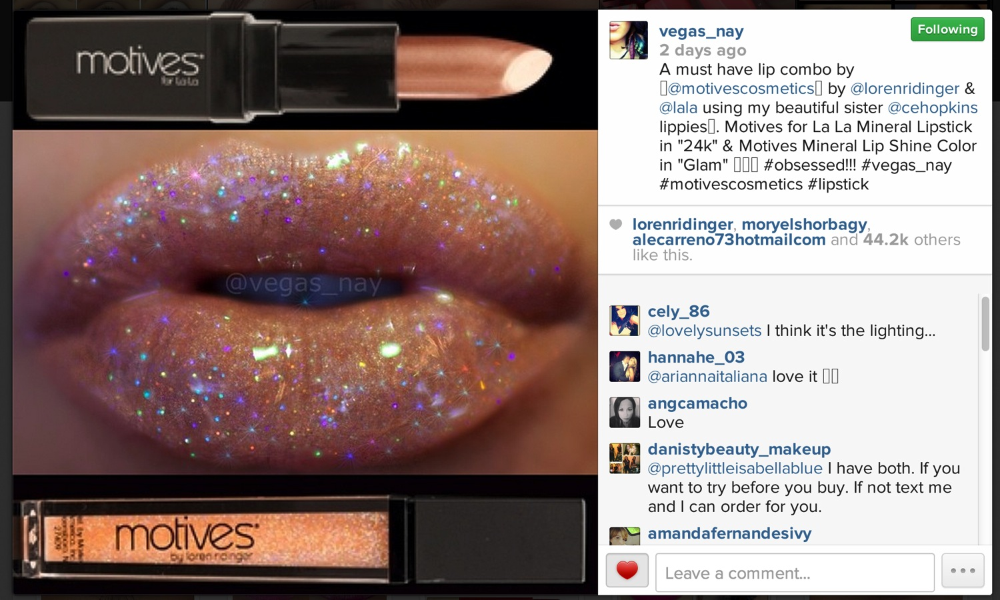 motives
for La La
@vegas_nay
motives
by loren ridinger
vegas_nay
Following
2 days ago
A must have lip combo by
@motivescosmetics by @lorenridinger &
@lala using my beautiful sister @cehopkins
lippies. Motives for La La Mineral Lipstick
in "24k" & Motives Mineral Lip Shine Color
in "Glam" #obsessed!!! #vegas_nay
#motivescosmetics #lipstick
lorenridinger, moryelshorbagy,
alecarreno73hotmailcom and 44.2k others
like this.
cely_86
@lovelysunsets I think it's the lighting...
hannahe_03
@ariannaitaliana love it
angcamacho
Love
danistybeauty_makeup
@prettylittleisabellablue I have both. If you
want to try before you buy. If not text me
and I can order for you.
amandafernandesivy
Leave a comment...